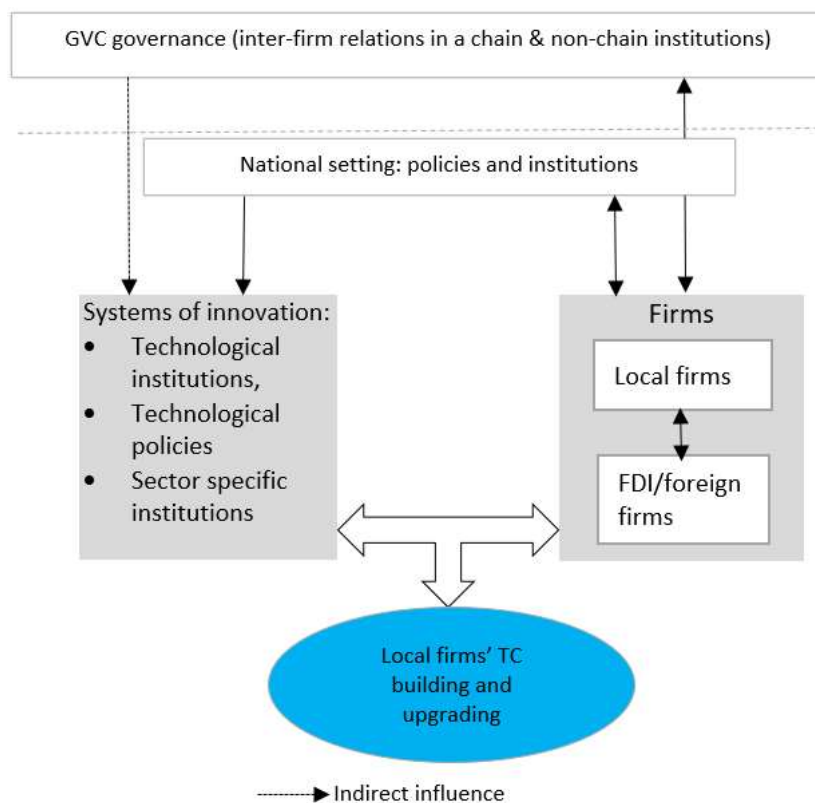 GVC governance (inter-firm relations in a chain & non-chain institutions)
National setting: policies and institutions
Systems of innovation:
• Technological
institutions,
• Technological
policies
• Sector specific
institutions
Firms
Local firms
FDI/foreign
firms
Local firms’ TC
building and
upgrading
Indirect influence